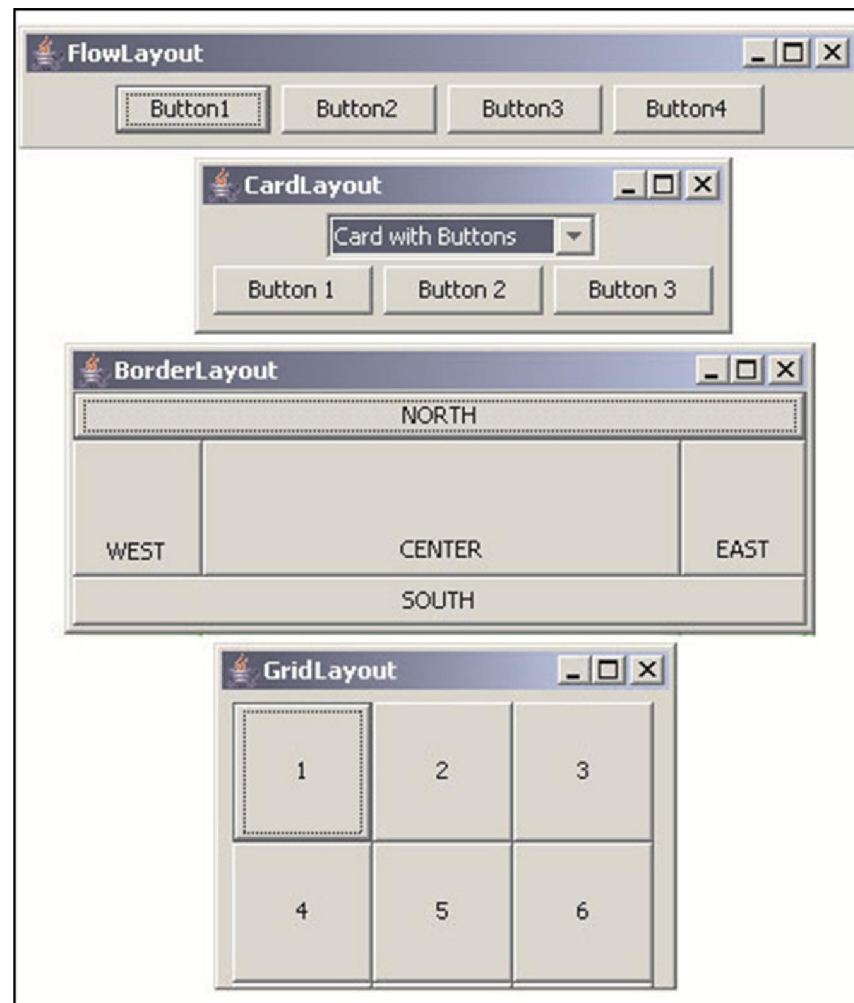 FlowLayout
Button1 Button2 Button3 Button4
CardLayout
Card with Buttons
Button 1 Button 2 Button 3
BorderLayout
NORTH
WEST CENTER EAST
SOUTH
GridLayout
1 2 3
4 5 6